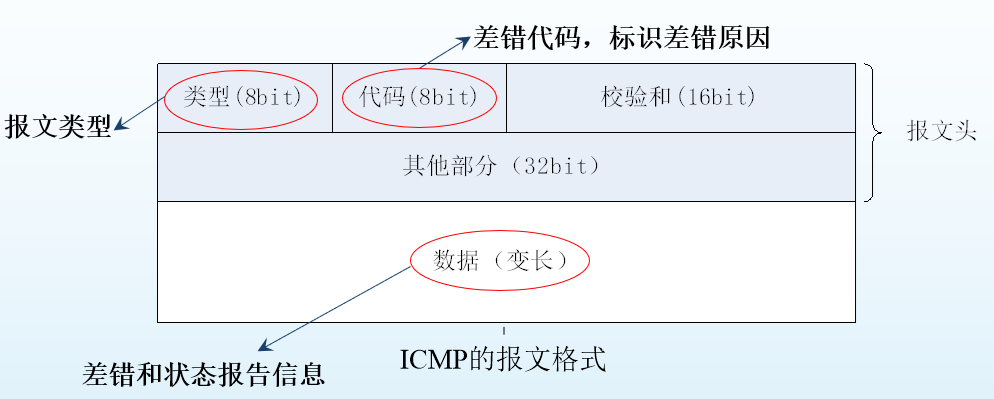 差错代码，标识差错原因
类型(8bit)
代码(8bit)
校验和(16bit)
报文类型
报文头
其他部分（32bit）
数据（变长）
ICMP的报文格式
差错和状态报告信息